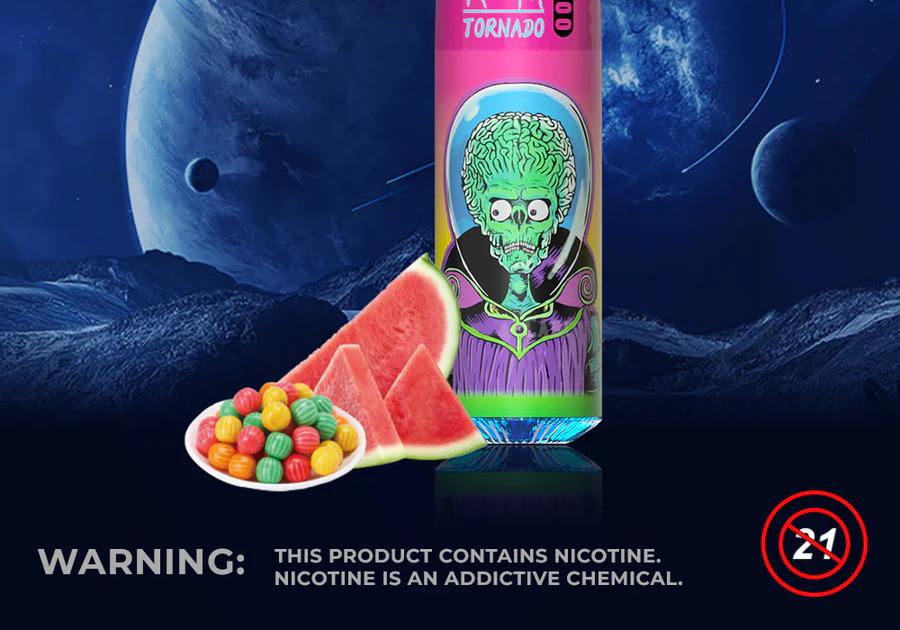 TORNADO
WARNING:
THIS PRODUCT CONTAINS NICOTINE.
NICOTINE IS AN ADDICTIVE CHEMICAL.
21